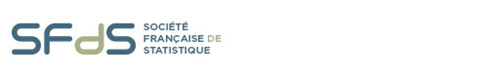 SFdS
SOCIÉTÉ
FRANÇAISE DE
STATISTIQUE